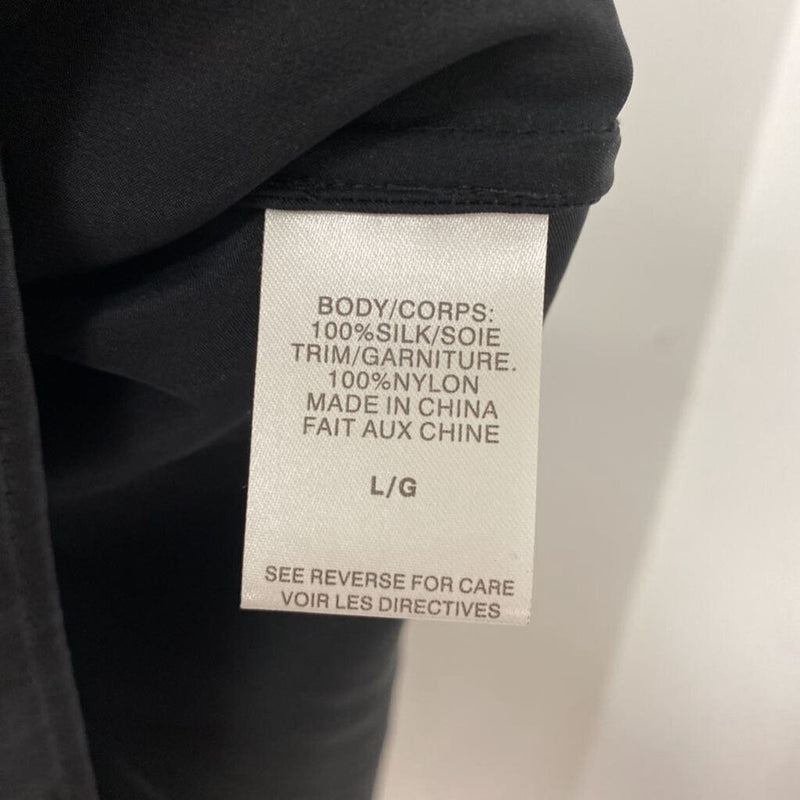 BODY/CORPS:
100%SILK/SOIE
TRIM/GARNITURE.
100%NYLON
MADE IN CHINA
FAIT AUX CHINE
L/G
SEE REVERSE FOR CARE
VOIR LES DIRECTIVES